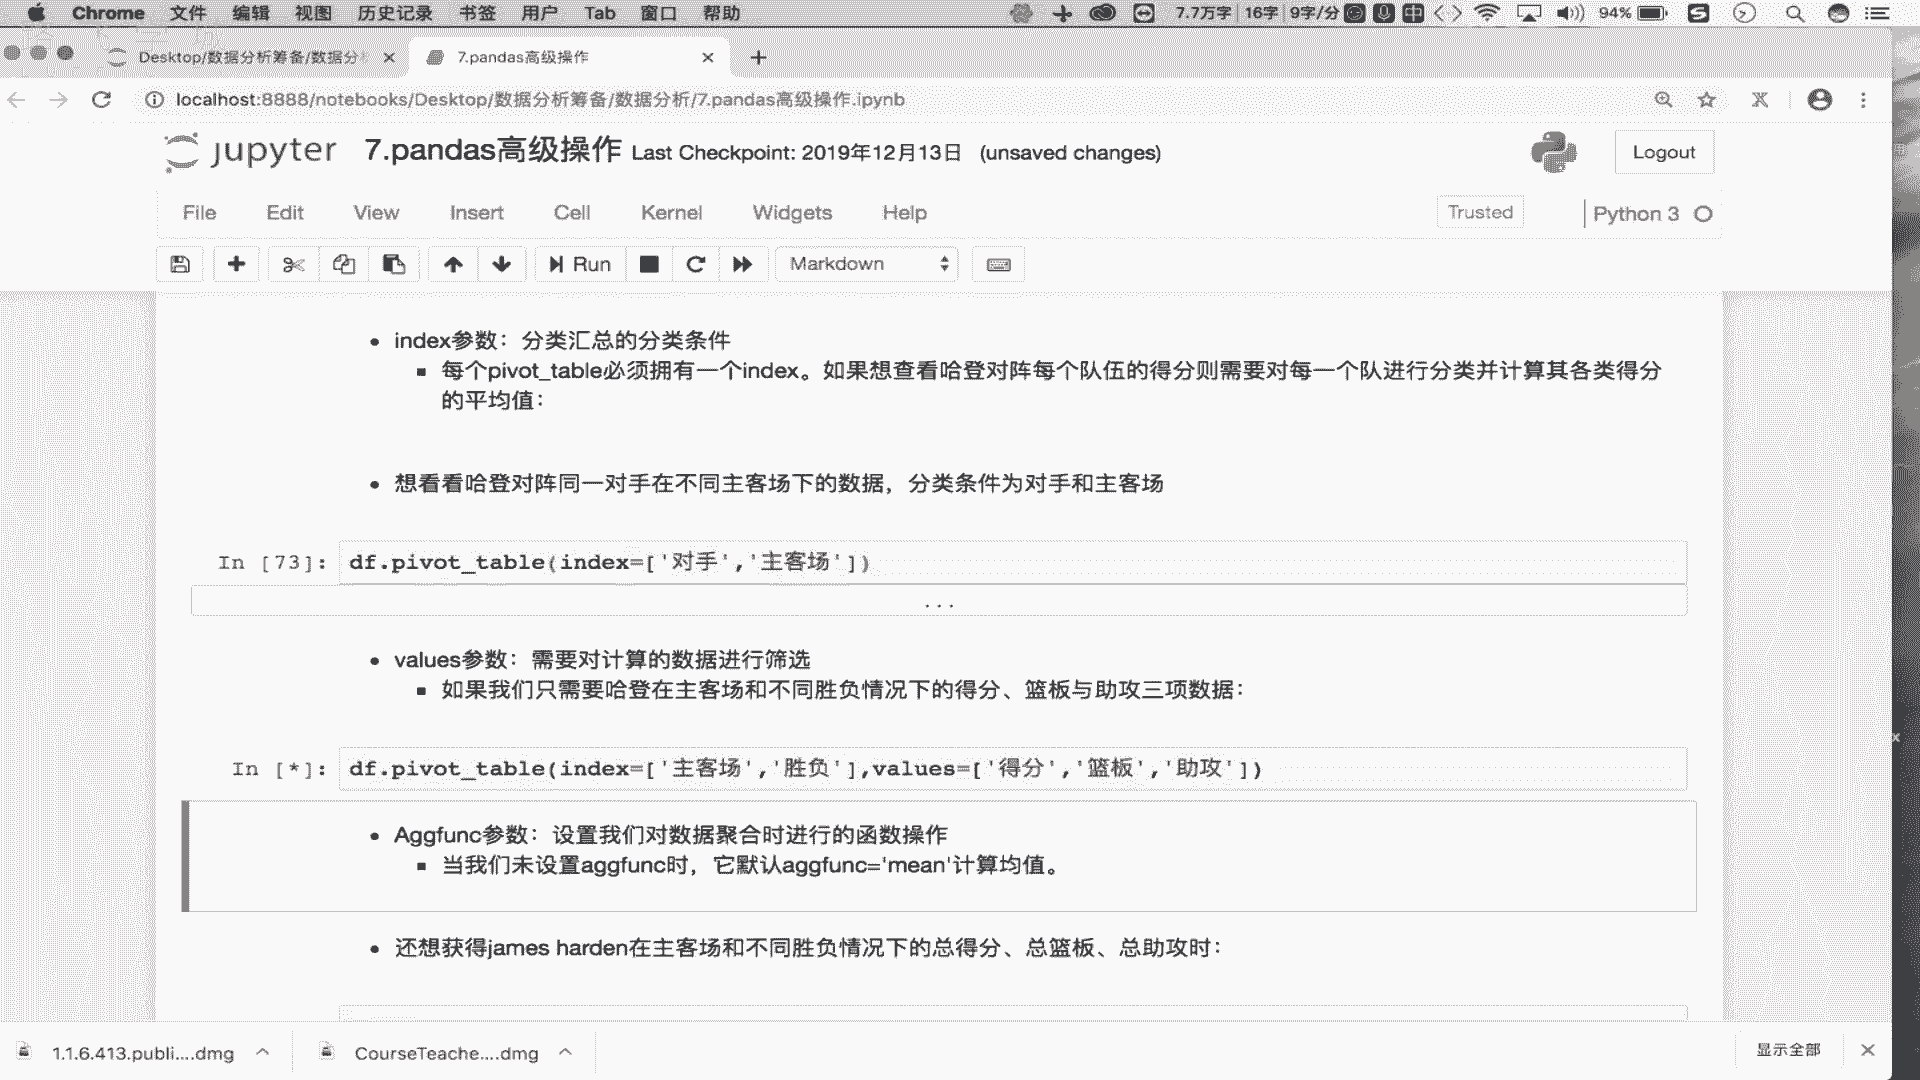 Chrome 文件 编辑 视图 历史记录 书签 用户 Tab 窗口 帮助 7.7万字 16字 9字/分 中 94%
Desktop/数据分析筹备/数据分 7.pandas高级操作
localhost:8888/notebooks/Desktop/数据分析筹备/数据分析/7.pandas高级操作.ipynb
jupyter 7.pandas高级操作 Last Checkpoint: 2019年12月13日 (unsaved changes) Logout
File Edit View Insert Cell Kernel Widgets Help Trusted Python 3
Run Markdown
index参数：分类汇总的分类条件
每个pivot_table必须拥有一个index。如果想查看哈登对阵每个队伍的得分则需要对每一个队进行分类并计算其各类得分
的平均值：
想看看哈登对阵同一对手在不同主客场下的数据，分类条件为对手和主客场
In [73]: df.pivot_table(index=['对手','主客场'])
...
values参数：需要对计算的数据进行筛选
如果我们只需要哈登在主客场和不同胜负情况下的得分、篮板与助攻三项数据：
In [*]: df.pivot_table(index=['主客场','胜负'],values=['得分','篮板','助攻'])
Aggfunc参数：设置我们对数据聚合时进行的函数操作
当我们未设置aggfunc时，它默认aggfunc='mean'计算均值。
还想获得james harden在主客场和不同胜负情况下的总得分、总篮板、总助攻时：
1.1.6.413.publi....dmg CourseTeache....dmg 显示全部